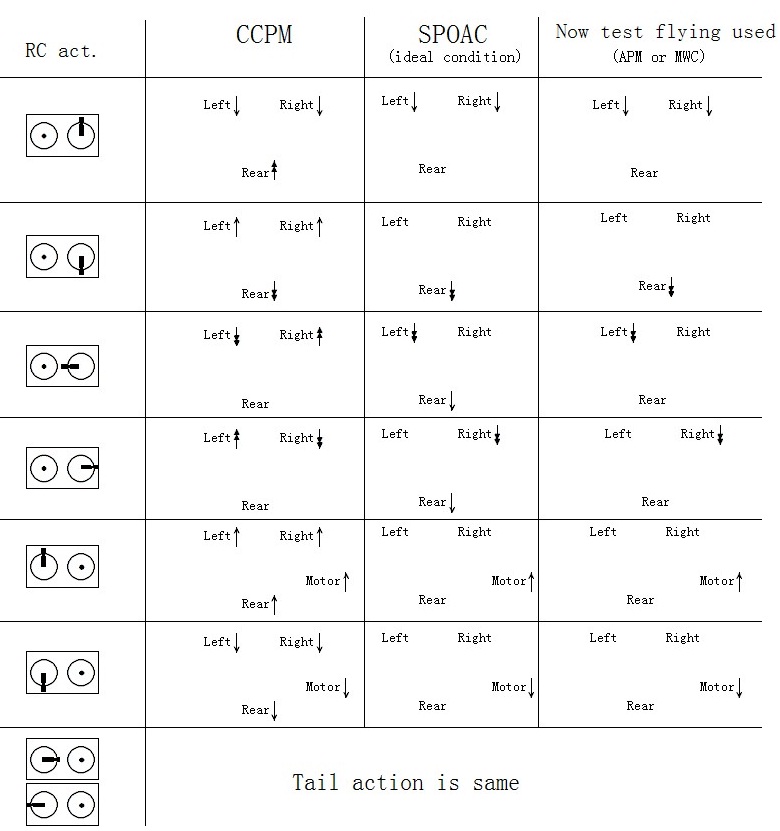 RC act. CCPM SPOAC Now test flying used
(ideal condition) (APM or MWC)
Left↓ Right↓ Left↓ Right↓ Left↓ Right↓
Rear Rear Rear
Left↑ Right↑ Left Right Left Right
Rear Rear Rear
Left Right Left Right Left Right
Rear Rear↓ Rear
Left Right Left Right Left Right
Rear Rear↓ Rear
Left↑ Right↑ Left Right Left Right
Motor↑ Motor↑ Motor↑
Rear↑ Rear Rear
Left↓ Right↓ Left Right Left Right
Motor↓ Motor↓ Motor↓
Rear↓ Rear Rear
Tail action is same